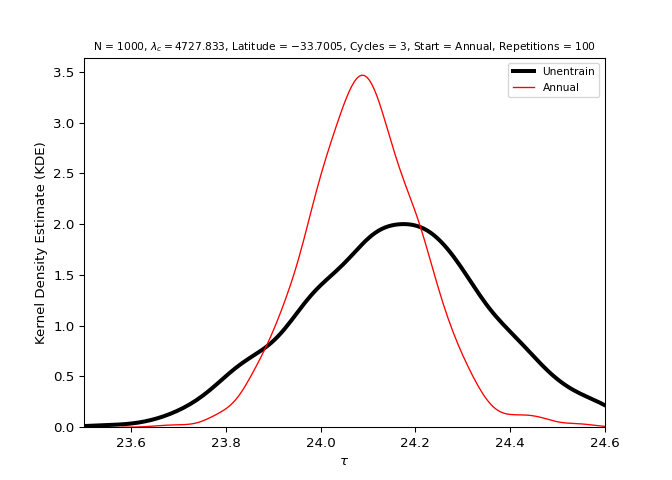 N = 1000, λc = 4727.833, Latitude = −33.7005, Cycles = 3, Start = Annual, Repetitions = 100
Unentrain
Annual
Kernel Density Estimate (KDE)
3.5
3.0
2.5
2.0
1.5
1.0
0.5
0.0
23.6 23.8 24.0 24.2 24.4 24.6
τ